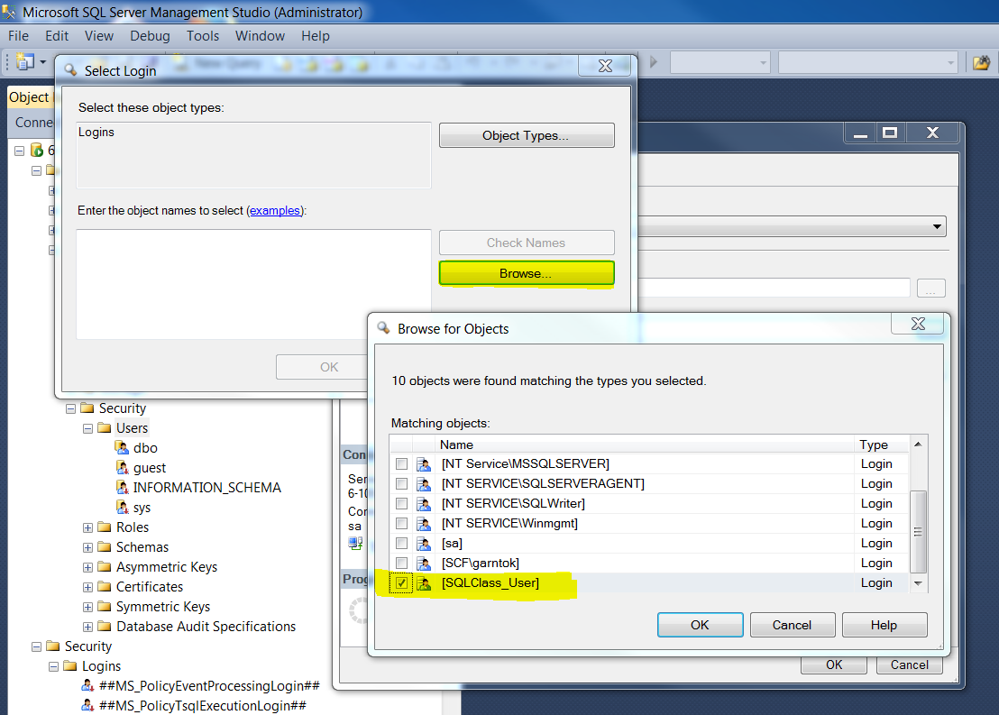 Microsoft SQL Server Management Studio (Administrator)
File Edit View Debug Tools Window Help
New Query
Select Login
Object
Conne
Select these object types:
Logins
Object Types...
6
Enter the object names to select (examples):
Check Names
Browse...
...
Browse for Objects
OK
10 objects were found matching the types you selected.
Matching objects:
Name Type
[NT Service\MSSQLSERVER] Login
[NT SERVICE\SQLSERVERAGENT] Login
[NT SERVICE\SQLWriter] Login
[NT SERVICE\Winmgmt] Login
[sa] Login
[SCF\garntok] Login
[SQLClass_User] Login
OK Cancel Help
OK Cancel
Con
Ser
6-10
Con
sa
Prog
Security
Users
dbo
guest
INFORMATION_SCHEMA
sys
Roles
Schemas
Asymmetric Keys
Certificates
Symmetric Keys
Database Audit Specifications
Security
Logins
##MS_PolicyEventProcessingLogin##
##MS_PolicyTsqlExecutionLogin##